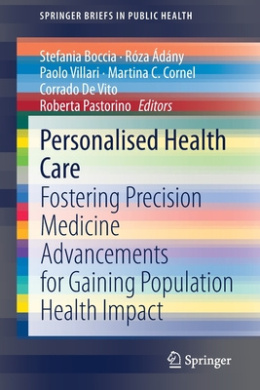 SPRINGER BRIEFS IN PUBLIC HEALTH
Stefania Boccia · Róza Ádány
Paolo Villari · Martina C. Cornel
Corrado De Vito
Roberta Pastorino Editors
Personalised Health
Care
Fostering Precision
Medicine
Advancements
for Gaining Population
Health Impact
Springer